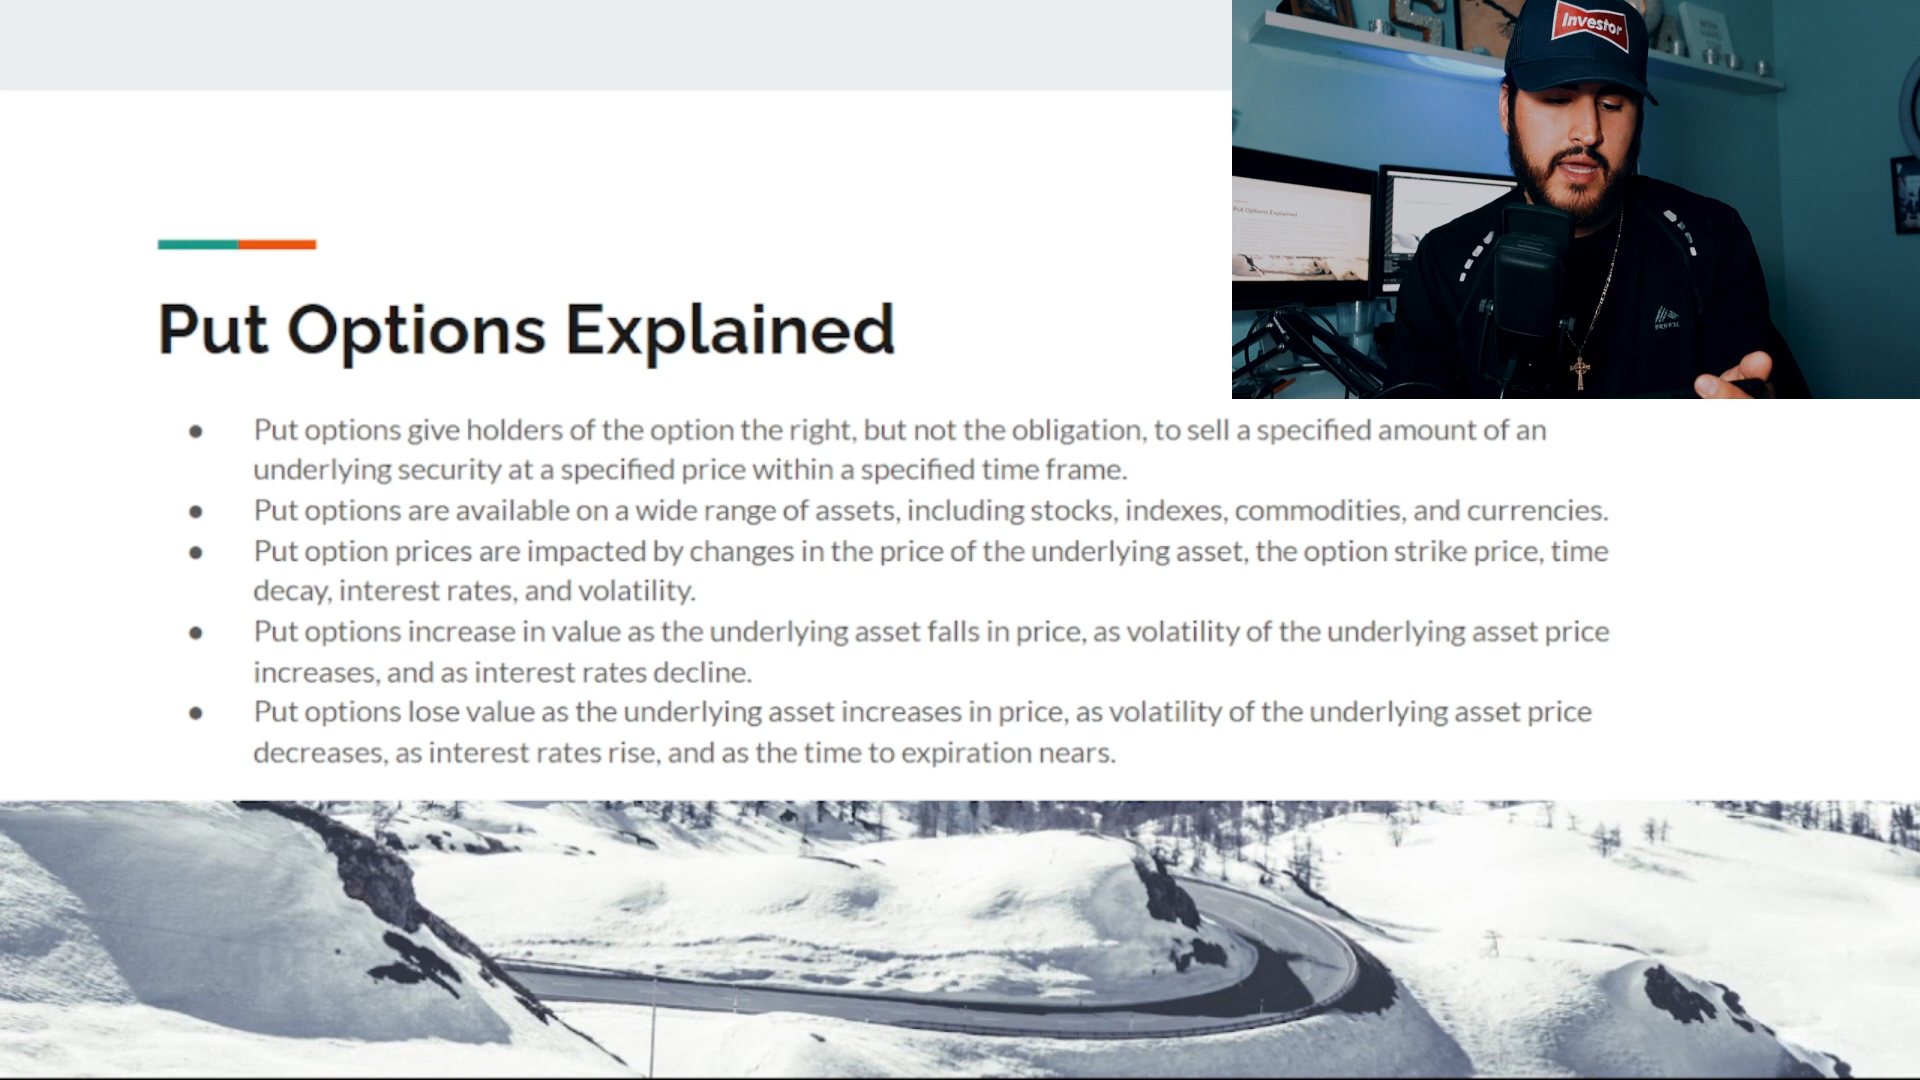 Investor
Put Options Explained
Put Options Explained
● Put options give holders of the option the right, but not the obligation, to sell a specified amount of an
underlying security at a specified price within a specified time frame.
● Put options are available on a wide range of assets, including stocks, indexes, commodities, and currencies.
● Put option prices are impacted by changes in the price of the underlying asset, the option strike price, time
decay, interest rates, and volatility.
● Put options increase in value as the underlying asset falls in price, as volatility of the underlying asset price
increases, and as interest rates decline.
● Put options lose value as the underlying asset increases in price, as volatility of the underlying asset price
decreases, as interest rates rise, and as the time to expiration nears.